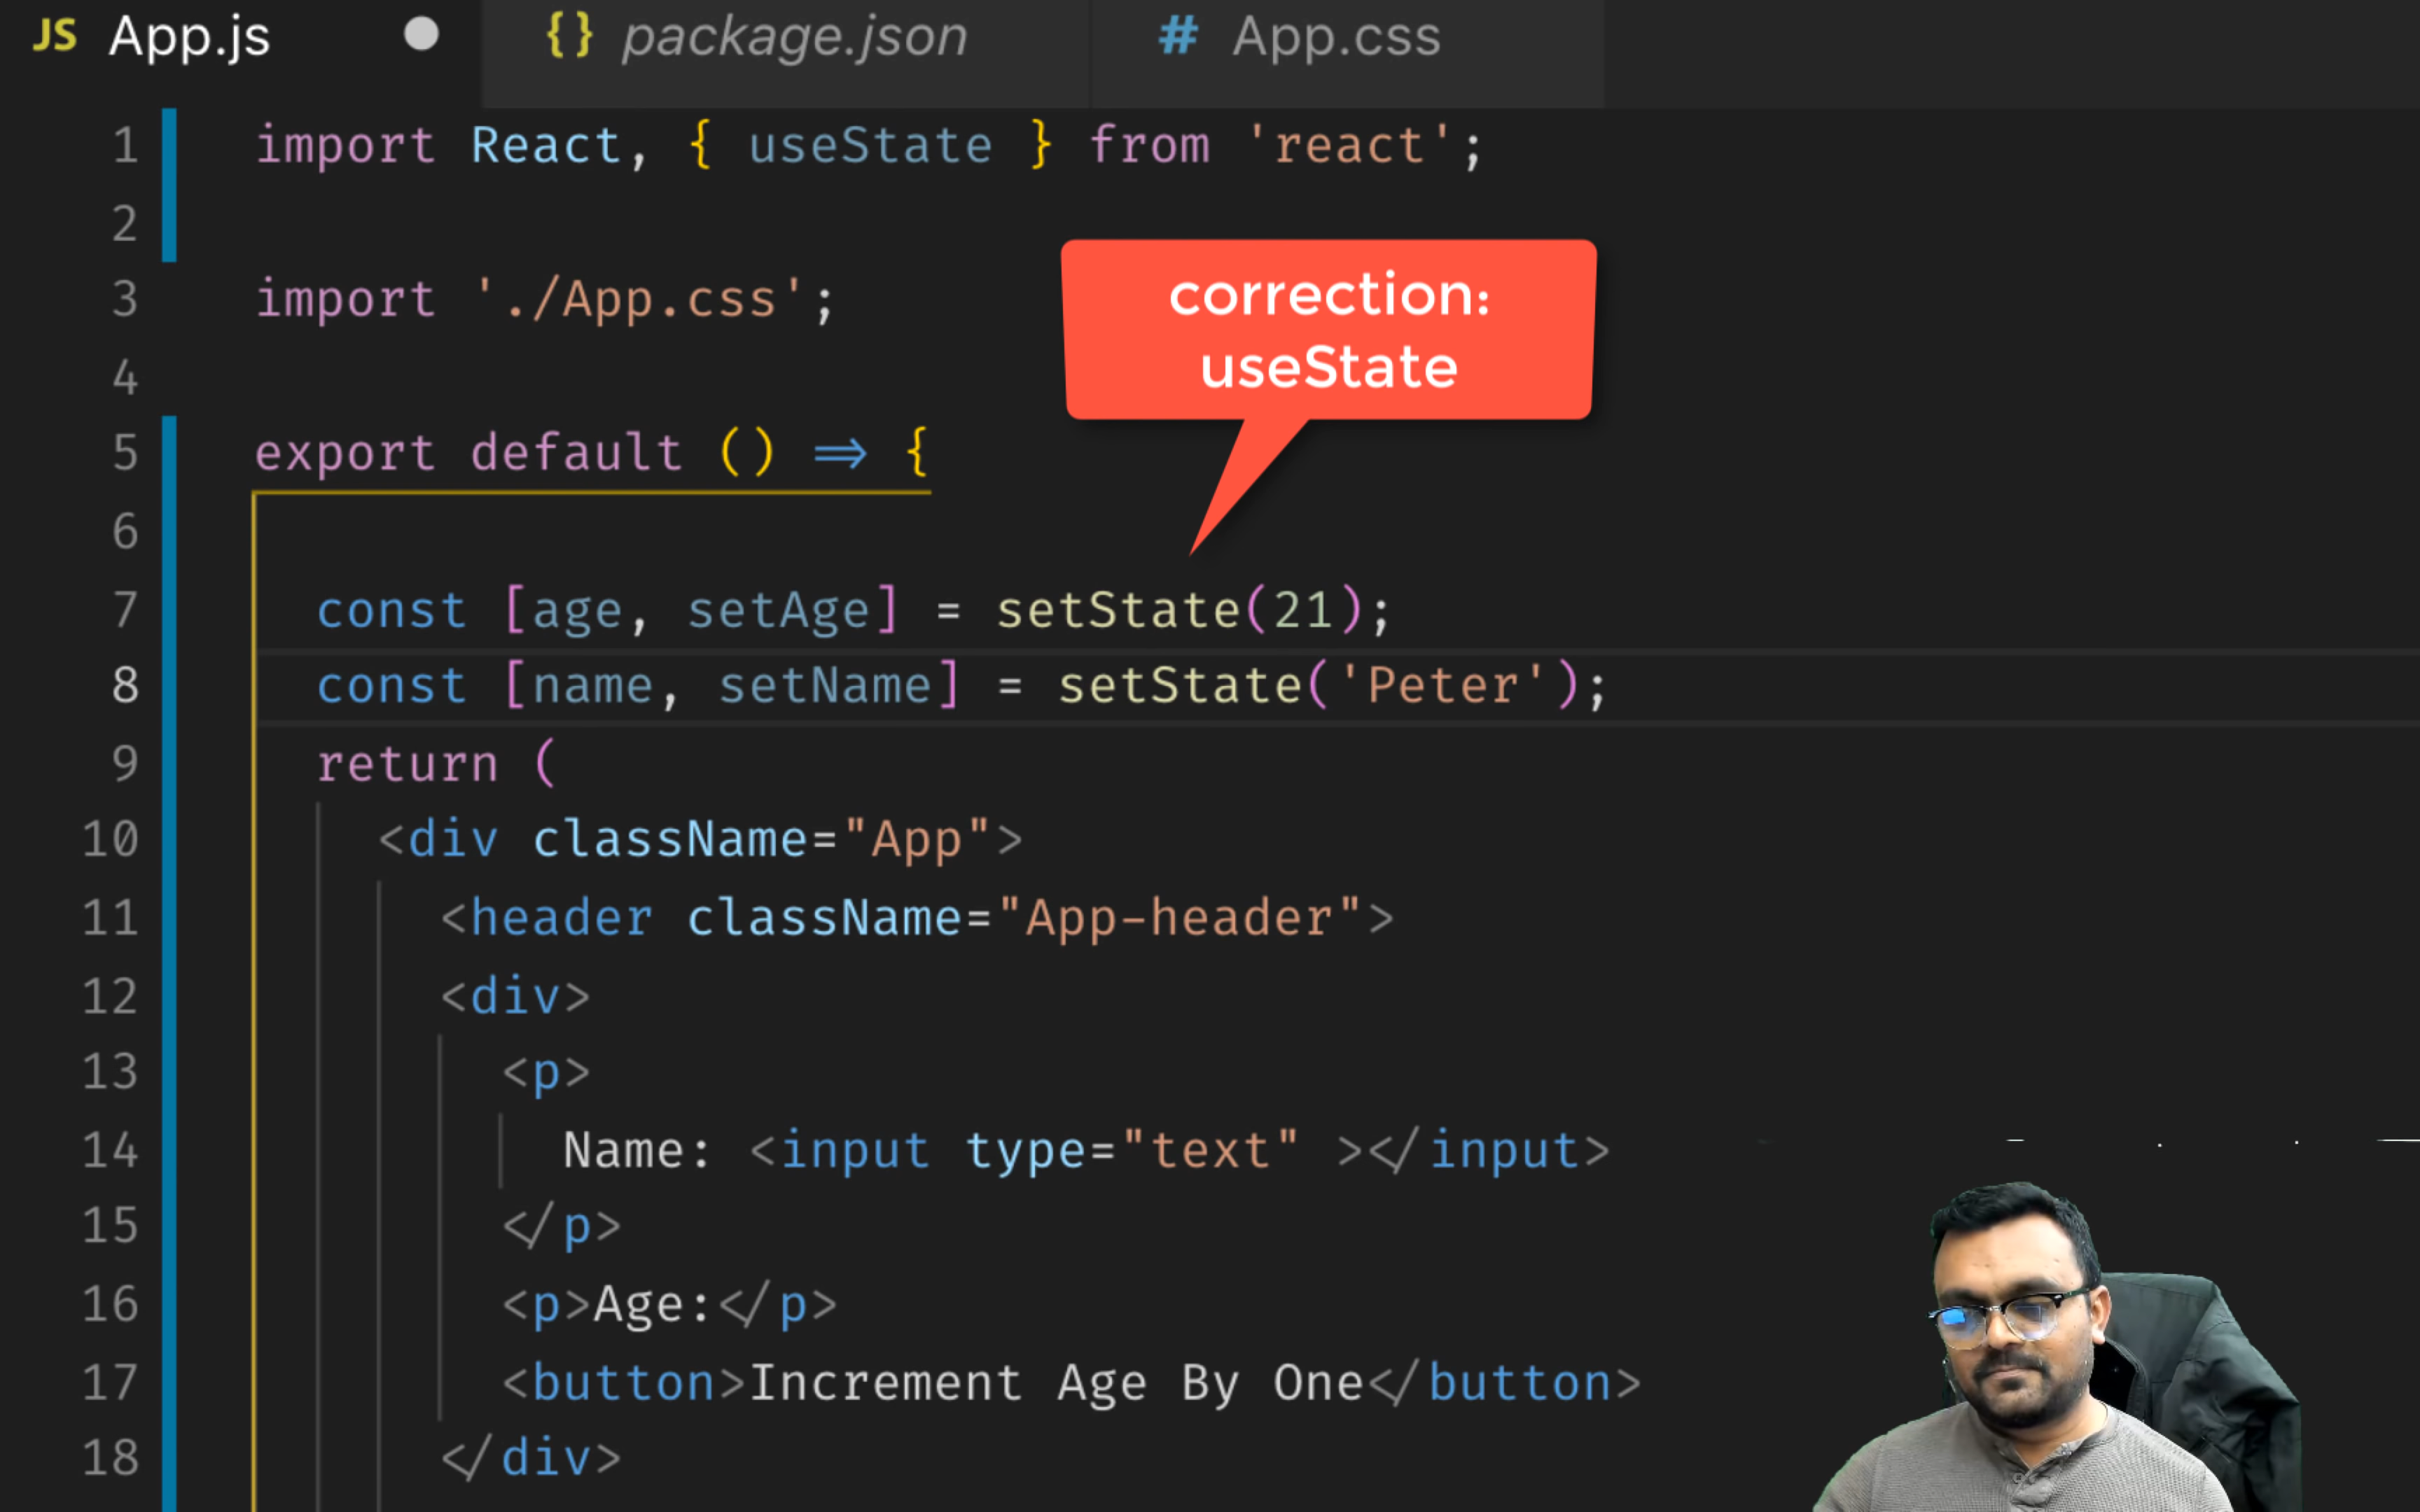 JS App.js {} package.json # App.css
1 import React, { useState } from 'react';
2
3 import './App.css';
correction:
useState
4
5 export default () => {
6
7 const [age, setAge] = setState(21);
8 const [name, setName] = setState('Peter');
9 return (
10 <div className="App">
11 <header className="App-header">
12 <div>
13 <p>
14 Name: <input type="text" ></input>
15 </p>
16 <p>Age:</p>
17 <button>Increment Age By One</button>
18 </div>